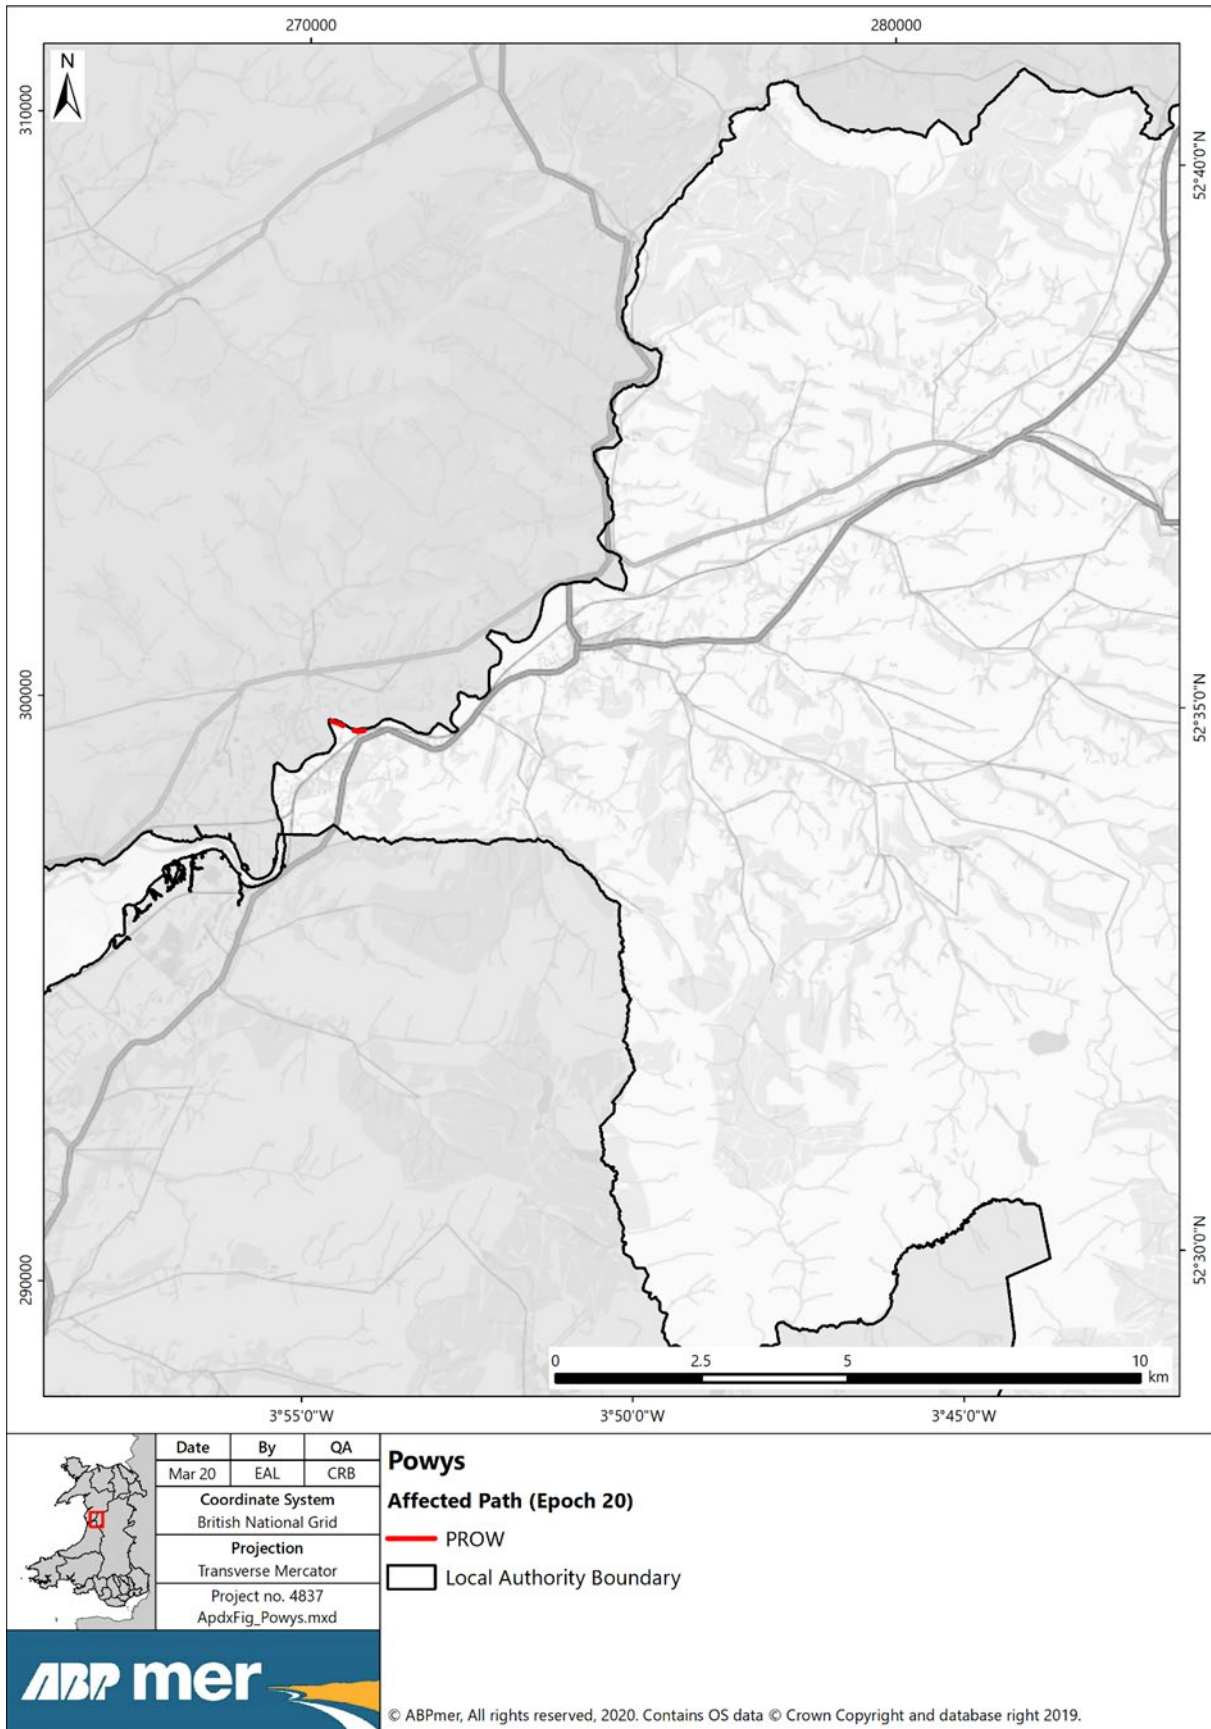 270000 280000
N
310000
300000
290000
52°40'0"N
52°35'0"N
52°30'0"N
0 2.5 5 10
km
3°55'0"W 3°50'0"W 3°45'0"W
Date By QA
Mar 20 EAL CRB
Coordinate System
British National Grid
Projection
Transverse Mercator
Project no. 4837
ApdxFig_Powys.mxd
ABP mer
Powys
Affected Path (Epoch 20)
PROW
Local Authority Boundary
© ABPmer, All rights reserved, 2020. Contains OS data © Crown Copyright and database right 2019.